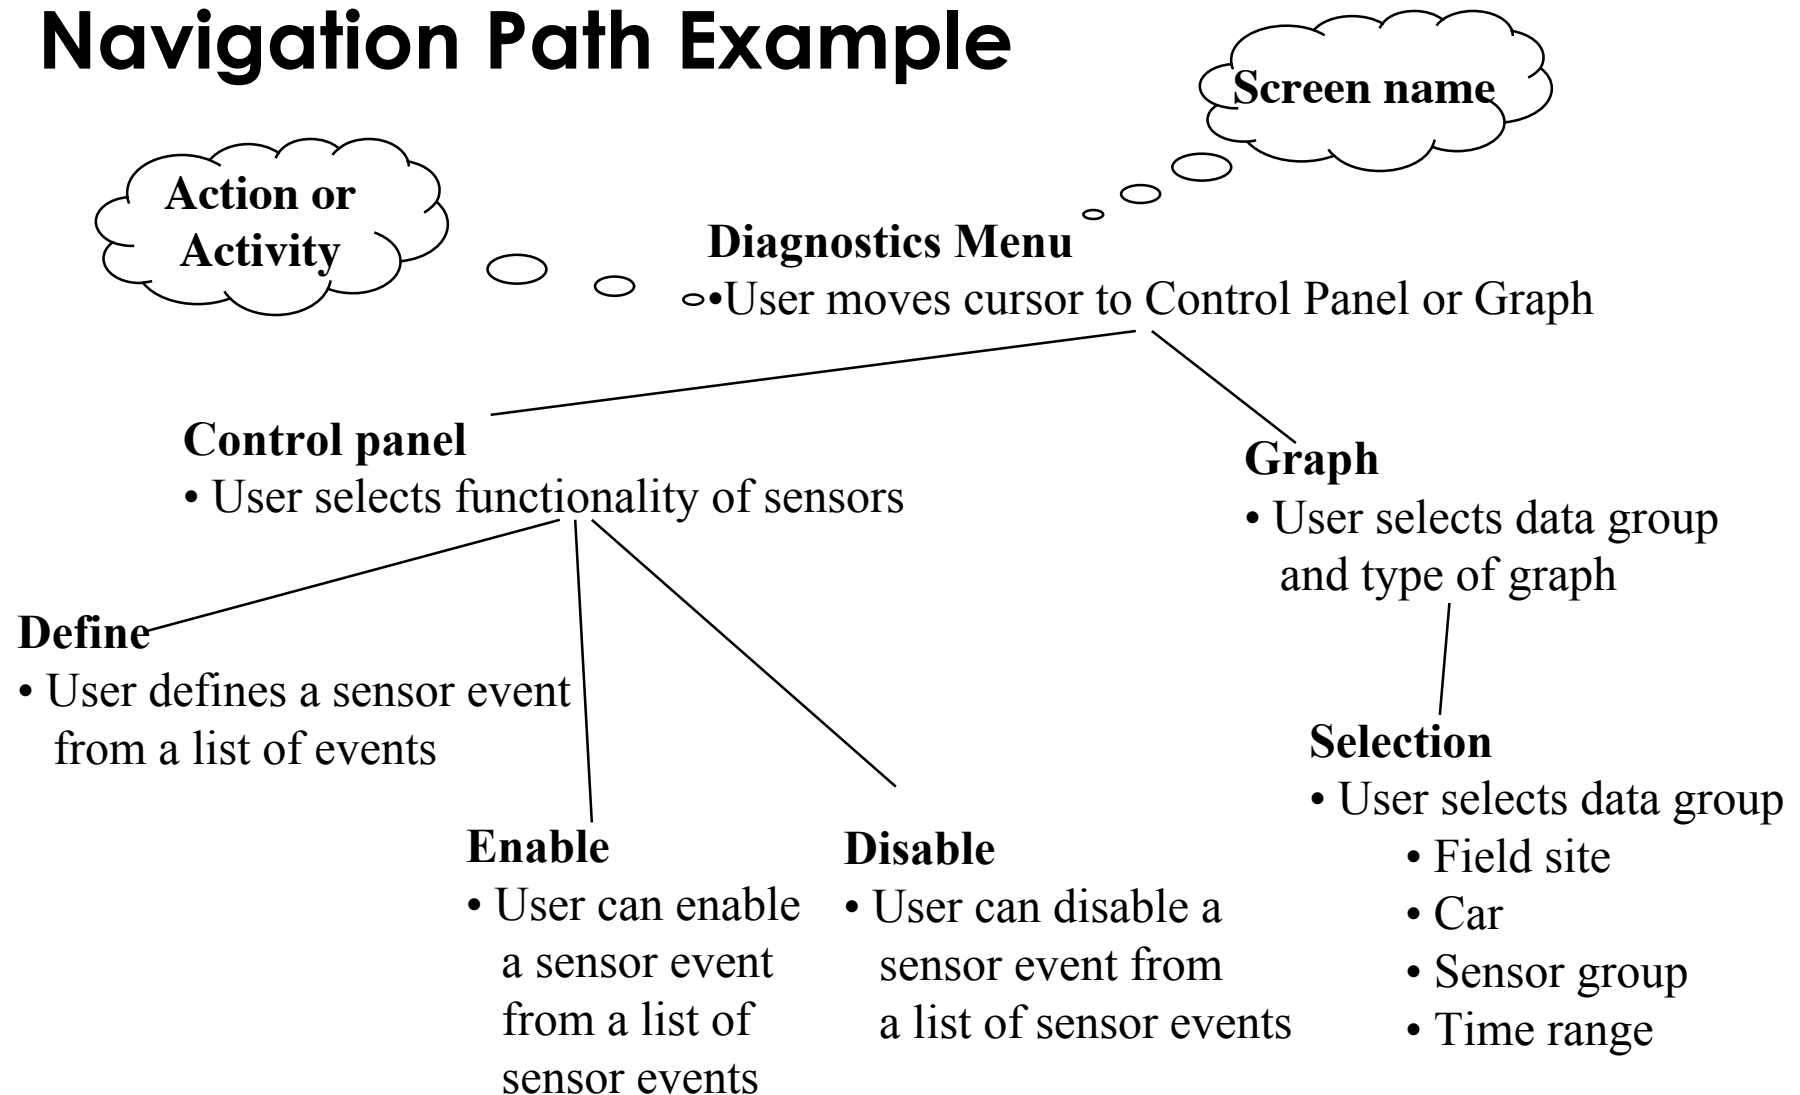 Navigation Path Example
Screen name
Action or
Activity
Diagnostics Menu
•User moves cursor to Control Panel or Graph
Control panel
• User selects functionality of sensors
Graph
• User selects data group
and type of graph
Define
• User defines a sensor event
from a list of events
Enable
• User can enable
a sensor event
from a list of
sensor events
Disable
• User can disable a
sensor event from
a list of sensor events
Selection
• User selects data group
• Field site
• Car
• Sensor group
• Time range